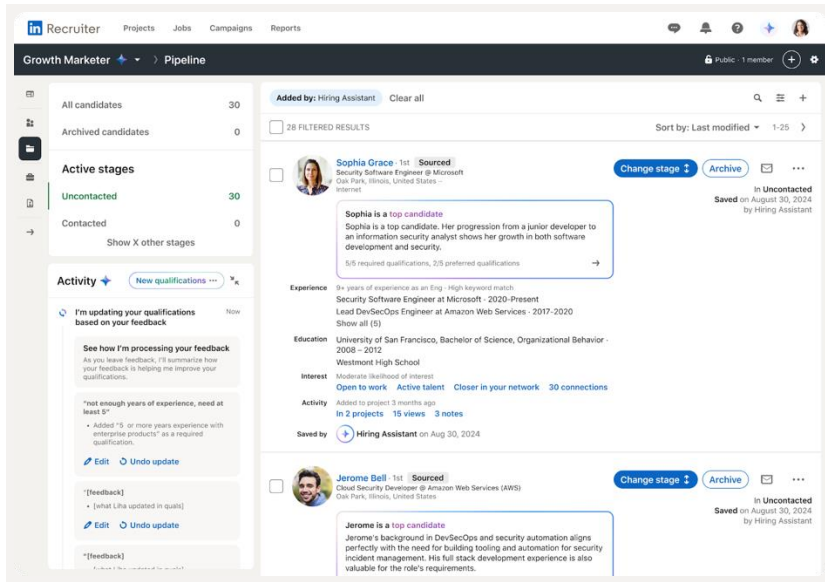 in Recruiter Projects Jobs Campaigns Reports
Growth Marketer > Pipeline
Public · 1 member
All candidates 30
Archived candidates 0
Active stages
Uncontacted 30
Contacted 0
Show X other stages
Activity New qualifications ···
I'm updating your qualifications based on your feedback Now
See how I'm processing your feedback
As you leave feedback, I'll summarize how
your feedback is helping me improve your
qualifications.
"not enough years of experience, need at
least 5"
• Added "5 or more years experience with
enterprise products" as a required
qualification.
Edit Undo update
"[feedback]
• [what Liha updated in quals]
Edit Undo update
"[feedback]
Added by: Hiring Assistant Clear all
28 FILTERED RESULTS Sort by: Last modified 1-25
Sophia Grace · 1st Sourced
Security Software Engineer @ Microsoft
Oak Park, Illinois, United States –
Internet
Change stage Archive ···
In Uncontacted
Saved on August 30, 2024
by Hiring Assistant
Sophia is a top candidate
Sophia is a top candidate. Her progression from a junior developer to
an information security analyst shows her growth in both software
development and security.
5/5 required qualifications, 2/5 preferred qualifications
Experience 9+ years of experience as an Eng · High keyword match
Security Software Engineer at Microsoft · 2020-Present
Lead DevSecOps Engineer at Amazon Web Services · 2017-2020
Show all (5)
Education University of San Francisco, Bachelor of Science, Organizational Behavior ·
2008 – 2012
Westmont High School
Interest Moderate likelihood of interest
Open to work Active talent Closer in your network 30 connections
Activity Added to project 3 months ago
In 2 projects 15 views 3 notes
Saved by Hiring Assistant on Aug 30, 2024
Jerome Bell · 1st Sourced
Cloud Security Developer @ Amazon Web Services (AWS)
Oak Park, Illinois, United States
Change stage Archive ···
In Uncontacted
Saved on August 30, 2024
by Hiring Assistant
Jerome is a top candidate
Jerome's background in DevSecOps and security automation aligns
perfectly with the need for building tooling and automation for security
incident management. His full stack development experience is also
valuable for the role's requirements.